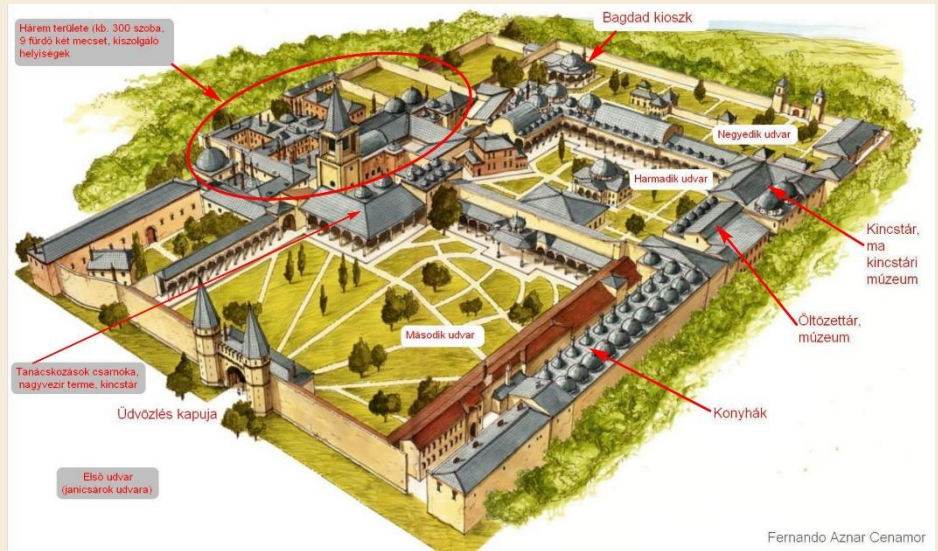 Hárem területe (kb. 300 szoba,
9 fürdő két mecset, kiszolgáló
helyiségek
Bagdad kioszk
Negyedik udvar
Harmadik udvar
Kincstár,
ma
kincstári
múzeum
Öltözettár,
múzeum
Második udvar
Tanácskozások csarnoka,
nagyvezír terme, kincstár
Üdvözlés kapuja
Konyhák
Első udvar
(janicsárok udvara)
Fernando Aznar Cenamor